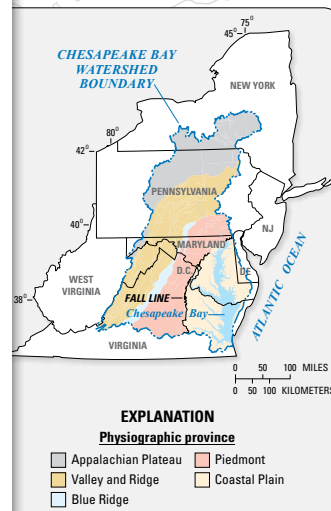 75°
45°
CHESAPEAKE BAY
WATERSHED
BOUNDARY
NEW YORK
80°
42°
PENNSYLVANIA
40°
MARYLAND
NJ
D.C.
DE
WEST
VIRGINIA
FALL LINE
38°
Chesapeake Bay
ATLANTIC OCEAN
VIRGINIA
0 50 100 MILES
0 50 100 KILOMETERS
EXPLANATION
Physiographic province
Appalachian Plateau
Piedmont
Valley and Ridge
Coastal Plain
Blue Ridge